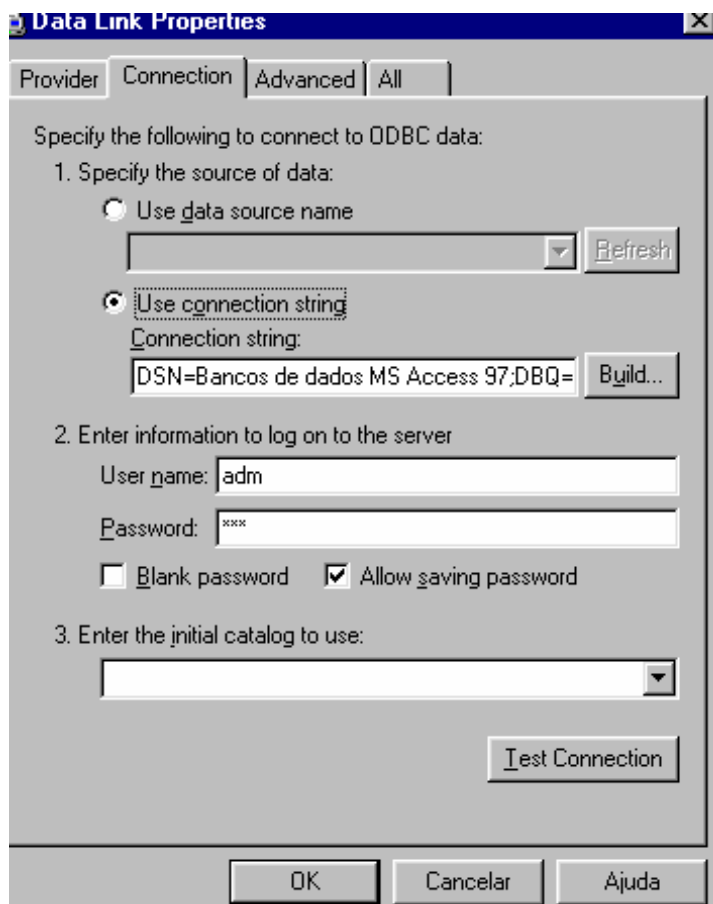 Data Link Properties
Provider Connection Advanced All
Specify the following to connect to ODBC data:
1. Specify the source of data:
Use data source name
Refresh
Use connection string
Connection string:
DSN=Bancos de dados MS Access 97;DBQ= Build...
2. Enter information to log on to the server
User name: adm
Password: ***
Blank password Allow saving password
3. Enter the initial catalog to use:
Test Connection
OK Cancelar Ajuda